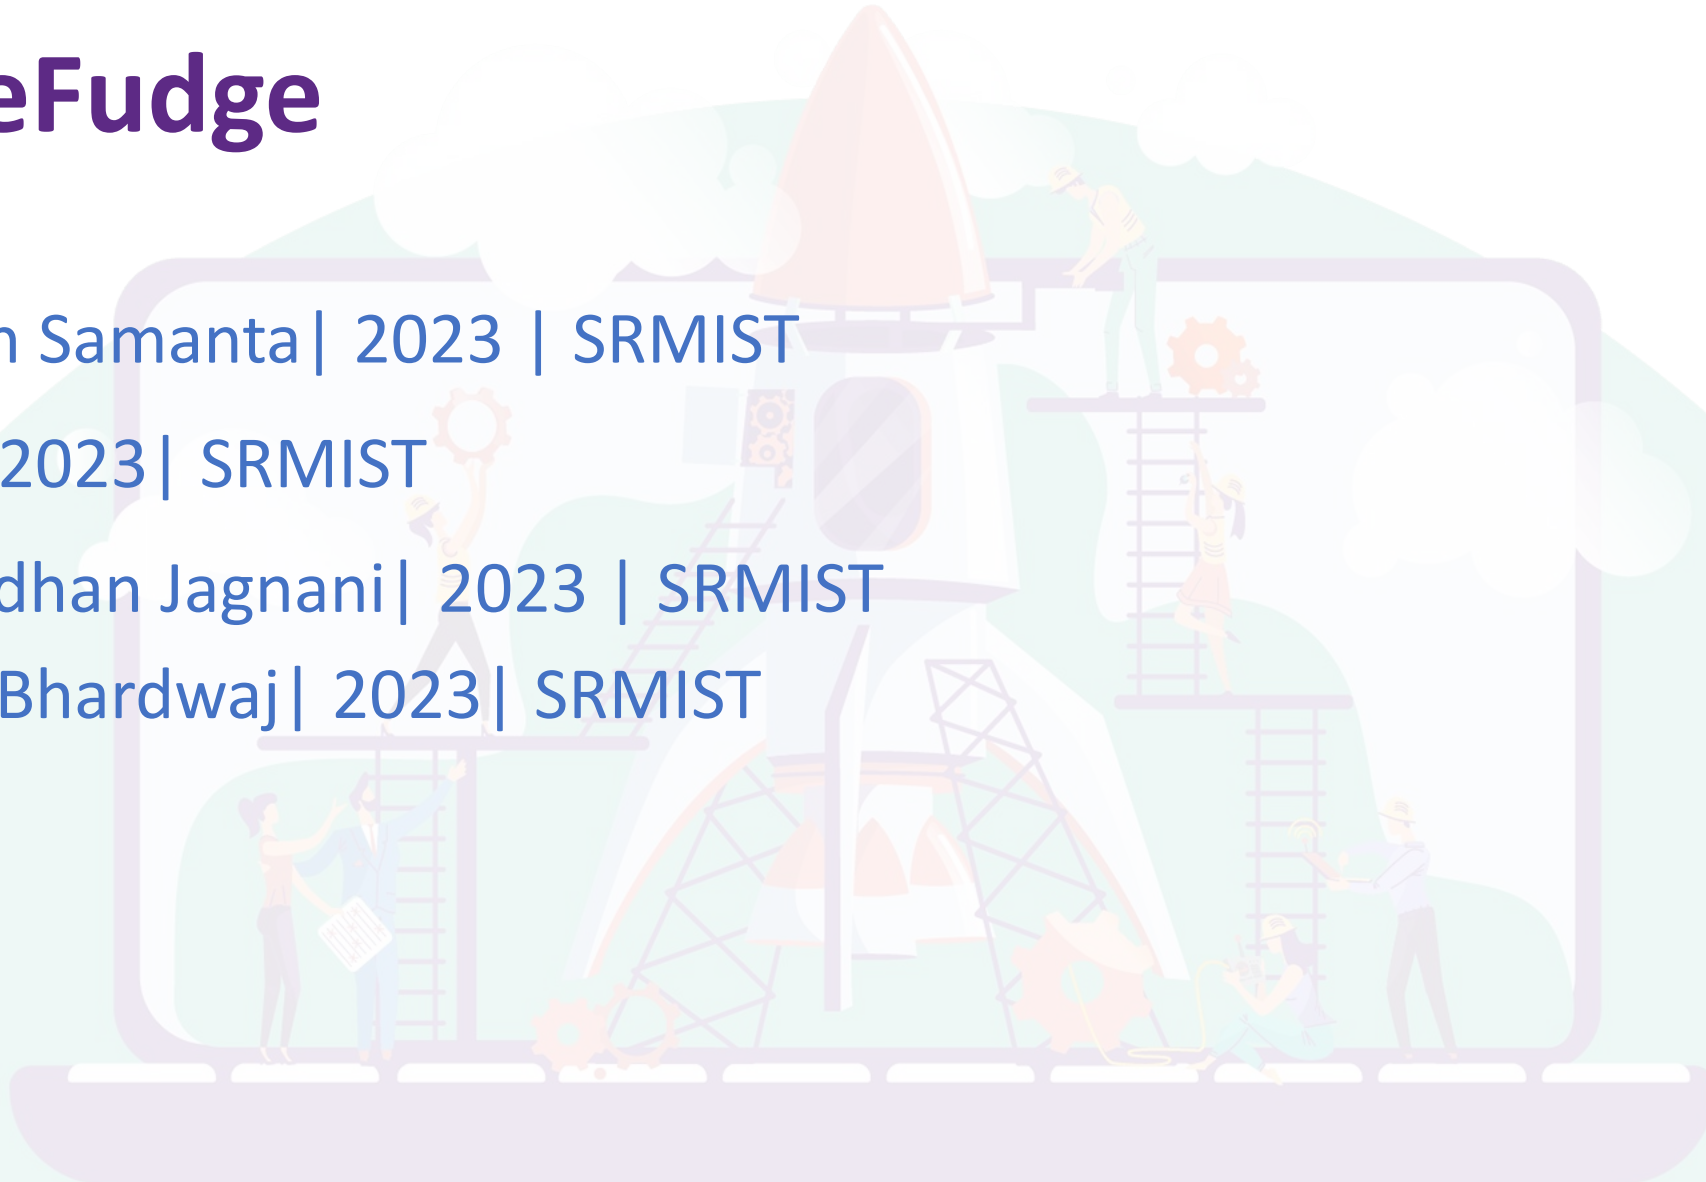 eFudge
n Samanta| 2023 | SRMIST
2023| SRMIST
dhan Jagnani| 2023 | SRMIST
Bhardwaj| 2023| SRMIST